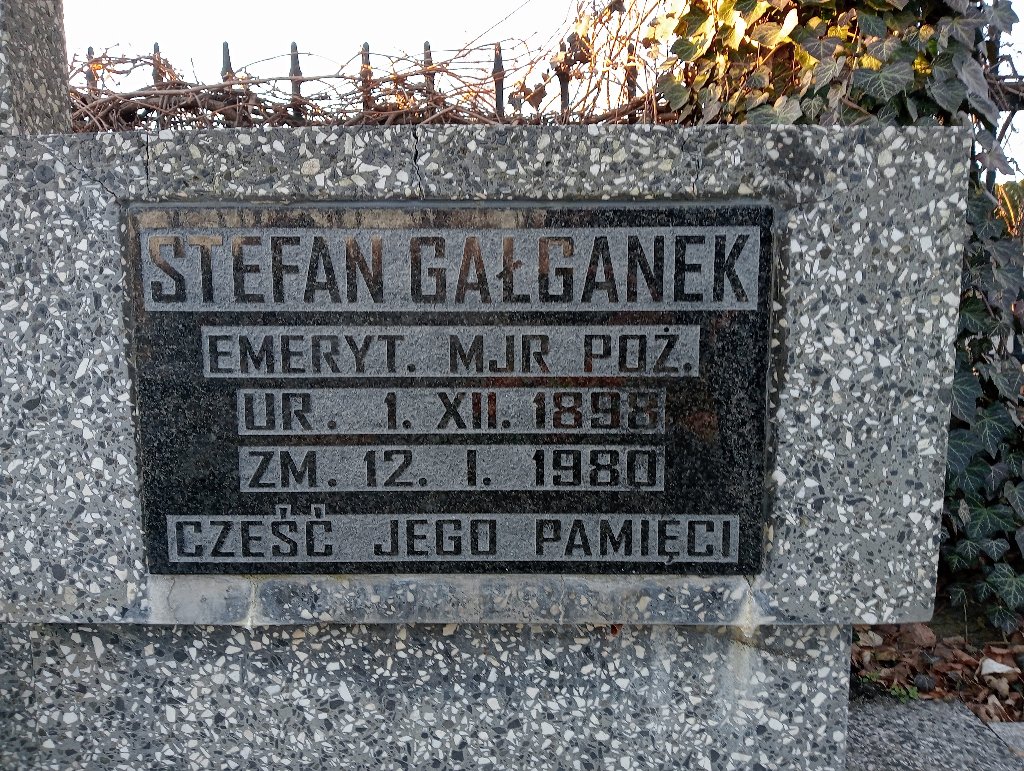 STEFAN GAŁGANEK
EMERYT. MJR POŻ.
UR. 1. XII. 1898
ZM. 12. I. 1980
CZEŚĆ JEGO PAMIĘCI